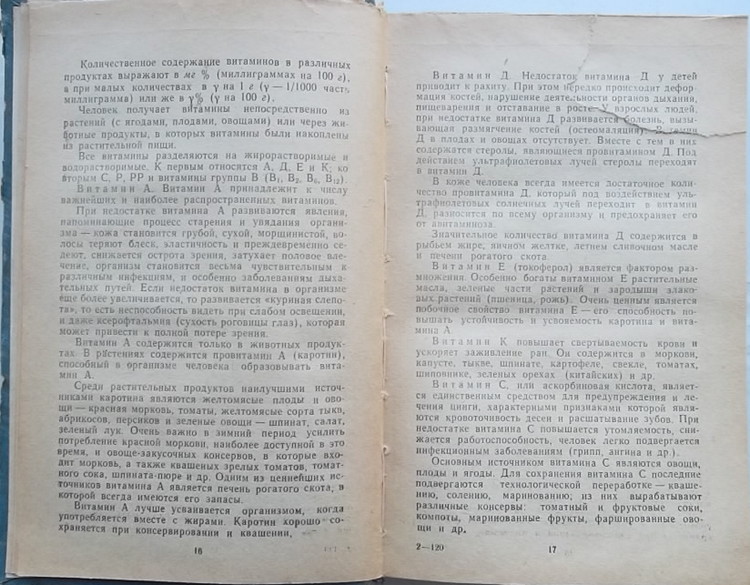 Количественное содержание витаминов в различных
продуктах выражают в мг % (миллиграммах на 100 г),
а при малых количествах в γ на 1 г (γ — 1/1000 часть
миллиграмма) или же в γ% (γ на 100 г).
Человек получает витамины непосредственно из
растений (с ягодами, плодами, овощами) или через жи-
вотные продукты, в которых витамины были накоплены
из растительной пищи.
Все витамины разделяются на жирорастворимые и
водорастворимые. К первым относятся А, Д, Е и К; ко
вторым С, Р, РР и витамины группы В (В₁, В₂, В₆, В₁₂).
Витамин А. Витамин А принадлежит к числу
важнейших и наиболее распространенных витаминов.
При недостатке витамина А развиваются явления,
напоминающие процесс старения и увядания организ-
ма — кожа становится грубой, сухой, морщинистой, во-
лосы теряют блеск, эластичность и преждевременно се-
деют, снижается острота зрения, затухает половое вле-
чение, организм становится весьма чувствительным к
различным инфекциям, и особенно заболеваниям дыха-
тельных путей. Если недостаток витамина в организме
еще более увеличивается, то развивается «куриная слепо-
та», то есть неспособность видеть при слабом освещении,
и даже ксерофтальмия (сухость роговицы глаз), которая
может привести к полной потере зрения.
Витамин А содержится только в животных продук-
тах. В растениях содержится провитамин А (каротин),
способный в организме человека образовывать вита-
мин А.
Среди растительных продуктов наилучшими источ-
никами каротина являются желтомясые плоды и ово-
щи — красная морковь, томаты, желтомясые сорта тыкв,
абрикосов, персиков и зеленые овощи — шпинат, салат,
зеленый лук. Очень важно в зимний период усилить
потребление красной моркови, наиболее доступной в это
время, и овоще-закусочных консервов, в которые вхо-
дит морковь, а также квашеных зрелых томатов, томат-
ного сока, шпината-пюре и др. Одним из ценнейших ис-
точников витамина А является печень рогатого скота, в
которой всегда имеются его запасы.
Витамин А лучше усваивается организмом, когда
употребляется вместе с жирами. Каротин хорошо со-
храняется при консервировании и квашении.
16
Витамин Д. Недостаток витамина Д у детей
приводит к рахиту. При этом нередко происходят дефор-
мация костей, нарушение деятельности органов дыхания,
пищеварения и отставание в росте. У взрослых людей,
при недостатке витамина Д развивается болезнь, вызы-
вающая размягчение костей (остеомаляция). Витамин
Д в плодах и овощах отсутствует. Вместе с тем в них
содержатся стеролы, являющиеся провитамином Д. Под
действием ультрафиолетовых лучей стеролы переходят
в витамин Д.
В коже человека всегда имеется достаточное коли-
чество провитамина Д, который под воздействием уль-
трафиолетовых солнечных лучей переходит в витамин
Д, разносится по всему организму и предохраняет его
от авитаминоза.
Значительное количество витамина Д содержится в
рыбьем жире, яичном желтке, летнем сливочном масле
и печени рогатого скота.
Витамин Е (токоферол) является фактором раз-
множения. Особенно богаты витамином Е растительные
масла, зеленые части растений и зародыши злако-
вых растений (пшеница, рожь). Очень ценным является
побочное свойство витамина Е — его способность по-
вышать устойчивость и усвояемость каротина и вита-
мина А.
Витамин К повышает свертываемость крови и
ускоряет заживление ран. Он содержится в моркови,
капусте, тыкве, шпинате, картофеле, свекле, томатах,
шиповнике, зеленых орехах (китайских) и др.
Витамин С, или аскорбиновая кислота, являет-
ся единственным средством для предупреждения и ле-
чения цинги, характерными признаками которой явля-
ются кровоточивость десен и расшатывание зубов. При
недостатке витамина С повышается утомляемость, сни-
жается работоспособность, человек легко подвергается
инфекционным заболеваниям (грипп, ангина и др.).
Основным источником витамина С являются овощи,
плоды и ягоды. Для сохранения витамина С последние
подвергаются технологической переработке — кваше-
нию, солению, маринованию; из них вырабатывают
различные консервы: томатный и фруктовые соки,
компоты, маринованные фрукты, фаршированные ово-
щи и др.
2—120
17